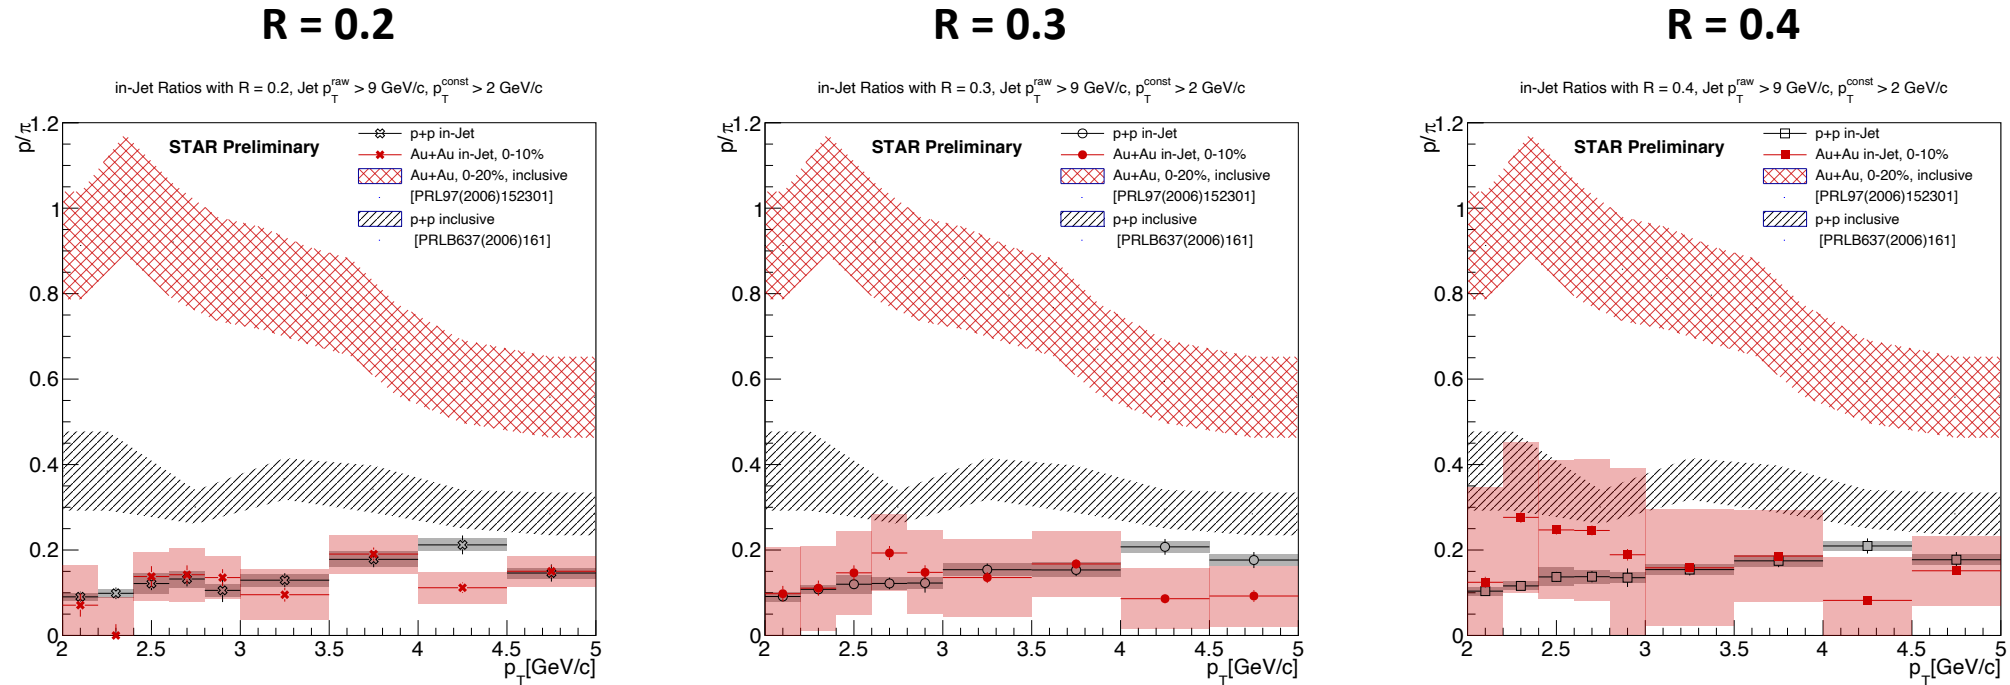 R = 0.2
in-Jet Ratios with R = 0.2, Jet p_T^raw > 9 GeV/c, p_T^const > 2 GeV/c
p/π
1.2
1
0.8
0.6
0.4
0.2
0
STAR Preliminary
p+p in-Jet
Au+Au in-Jet, 0-10%
Au+Au, 0-20%, inclusive
[PRL97(2006)152301]
p+p inclusive
[PRLB637(2006)161]
2 2.5 3 3.5 4 4.5 5
p_T[GeV/c]
R = 0.3
in-Jet Ratios with R = 0.3, Jet p_T^raw > 9 GeV/c, p_T^const > 2 GeV/c
p/π
1.2
1
0.8
0.6
0.4
0.2
0
STAR Preliminary
p+p in-Jet
Au+Au in-Jet, 0-10%
Au+Au, 0-20%, inclusive
[PRL97(2006)152301]
p+p inclusive
[PRLB637(2006)161]
2 2.5 3 3.5 4 4.5 5
p_T[GeV/c]
R = 0.4
in-Jet Ratios with R = 0.4, Jet p_T^raw > 9 GeV/c, p_T^const > 2 GeV/c
p/π
1.2
1
0.8
0.6
0.4
0.2
0
STAR Preliminary
p+p in-Jet
Au+Au in-Jet, 0-10%
Au+Au, 0-20%, inclusive
[PRL97(2006)152301]
p+p inclusive
[PRLB637(2006)161]
2 2.5 3 3.5 4 4.5 5
p_T[GeV/c]